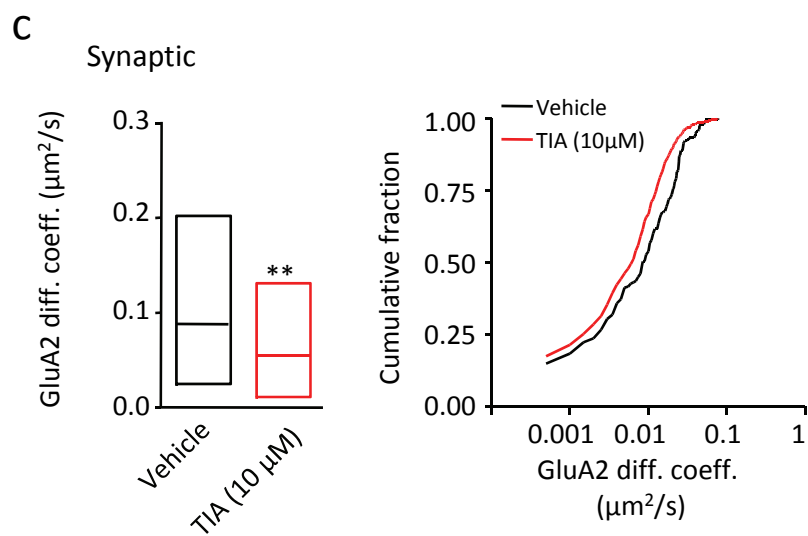 C
Synaptic
GluA2 diff. coeff. (μm²/s)
0.3
0.2
0.1
0.0
**
Vehicle
TIA (10 μM)
Vehicle
TIA (10μM)
Cumulative fraction
1.00
0.75
0.50
0.25
0.00
0.001 0.01 0.1 1
GluA2 diff. coeff.
(μm²/s)